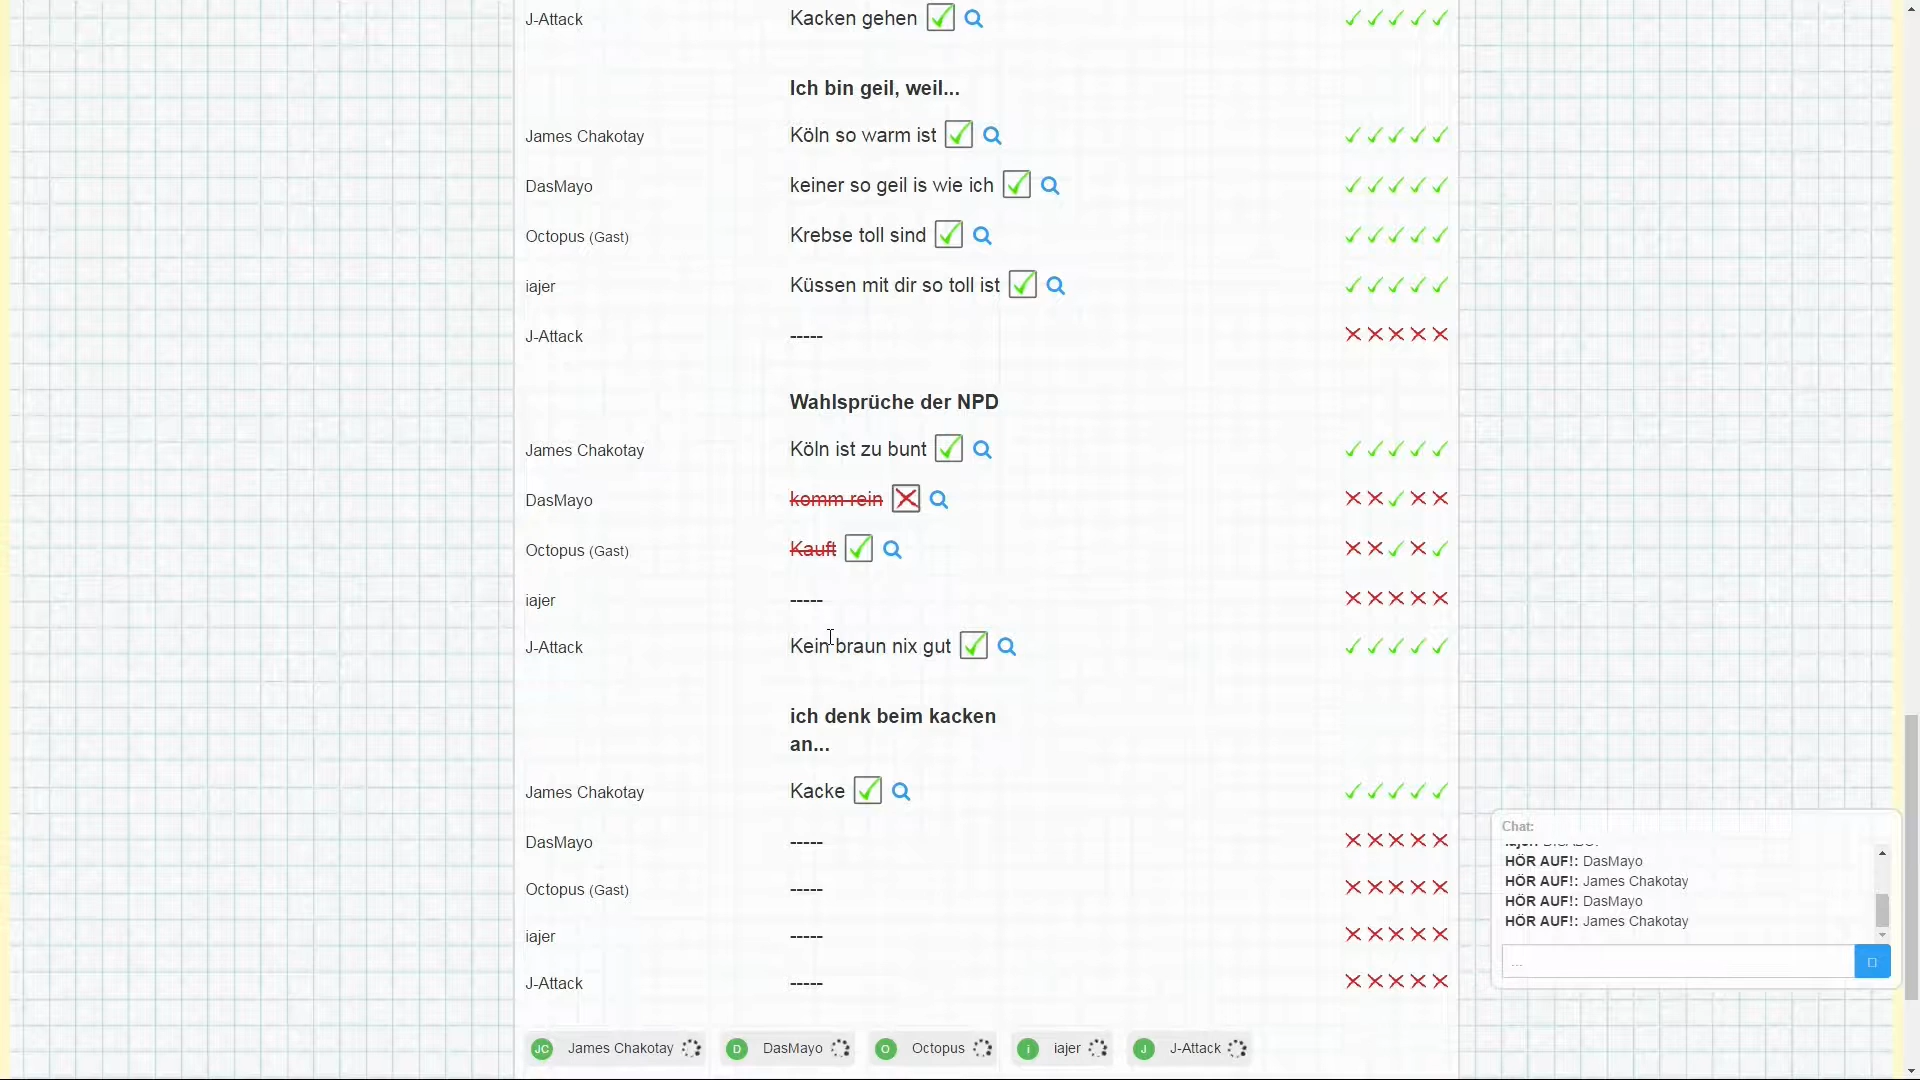 J-Attack Kacken gehen
Ich bin geil, weil...
James Chakotay Köln so warm ist
DasMayo keiner so geil is wie ich
Octopus (Gast) Krebse toll sind
iajer Küssen mit dir so toll ist
J-Attack -----
Wahlsprüche der NPD
James Chakotay Köln ist zu bunt
DasMayo komm rein
Octopus (Gast) Kauft
iajer -----
J-Attack Kein braun nix gut
ich denk beim kacken
an...
James Chakotay Kacke
DasMayo -----
Octopus (Gast) -----
iajer -----
J-Attack -----
Chat:
HÖR AUF!: DasMayo
HÖR AUF!: James Chakotay
HÖR AUF!: DasMayo
HÖR AUF!: James Chakotay
...
JC James Chakotay D DasMayo O Octopus i iajer J J-Attack